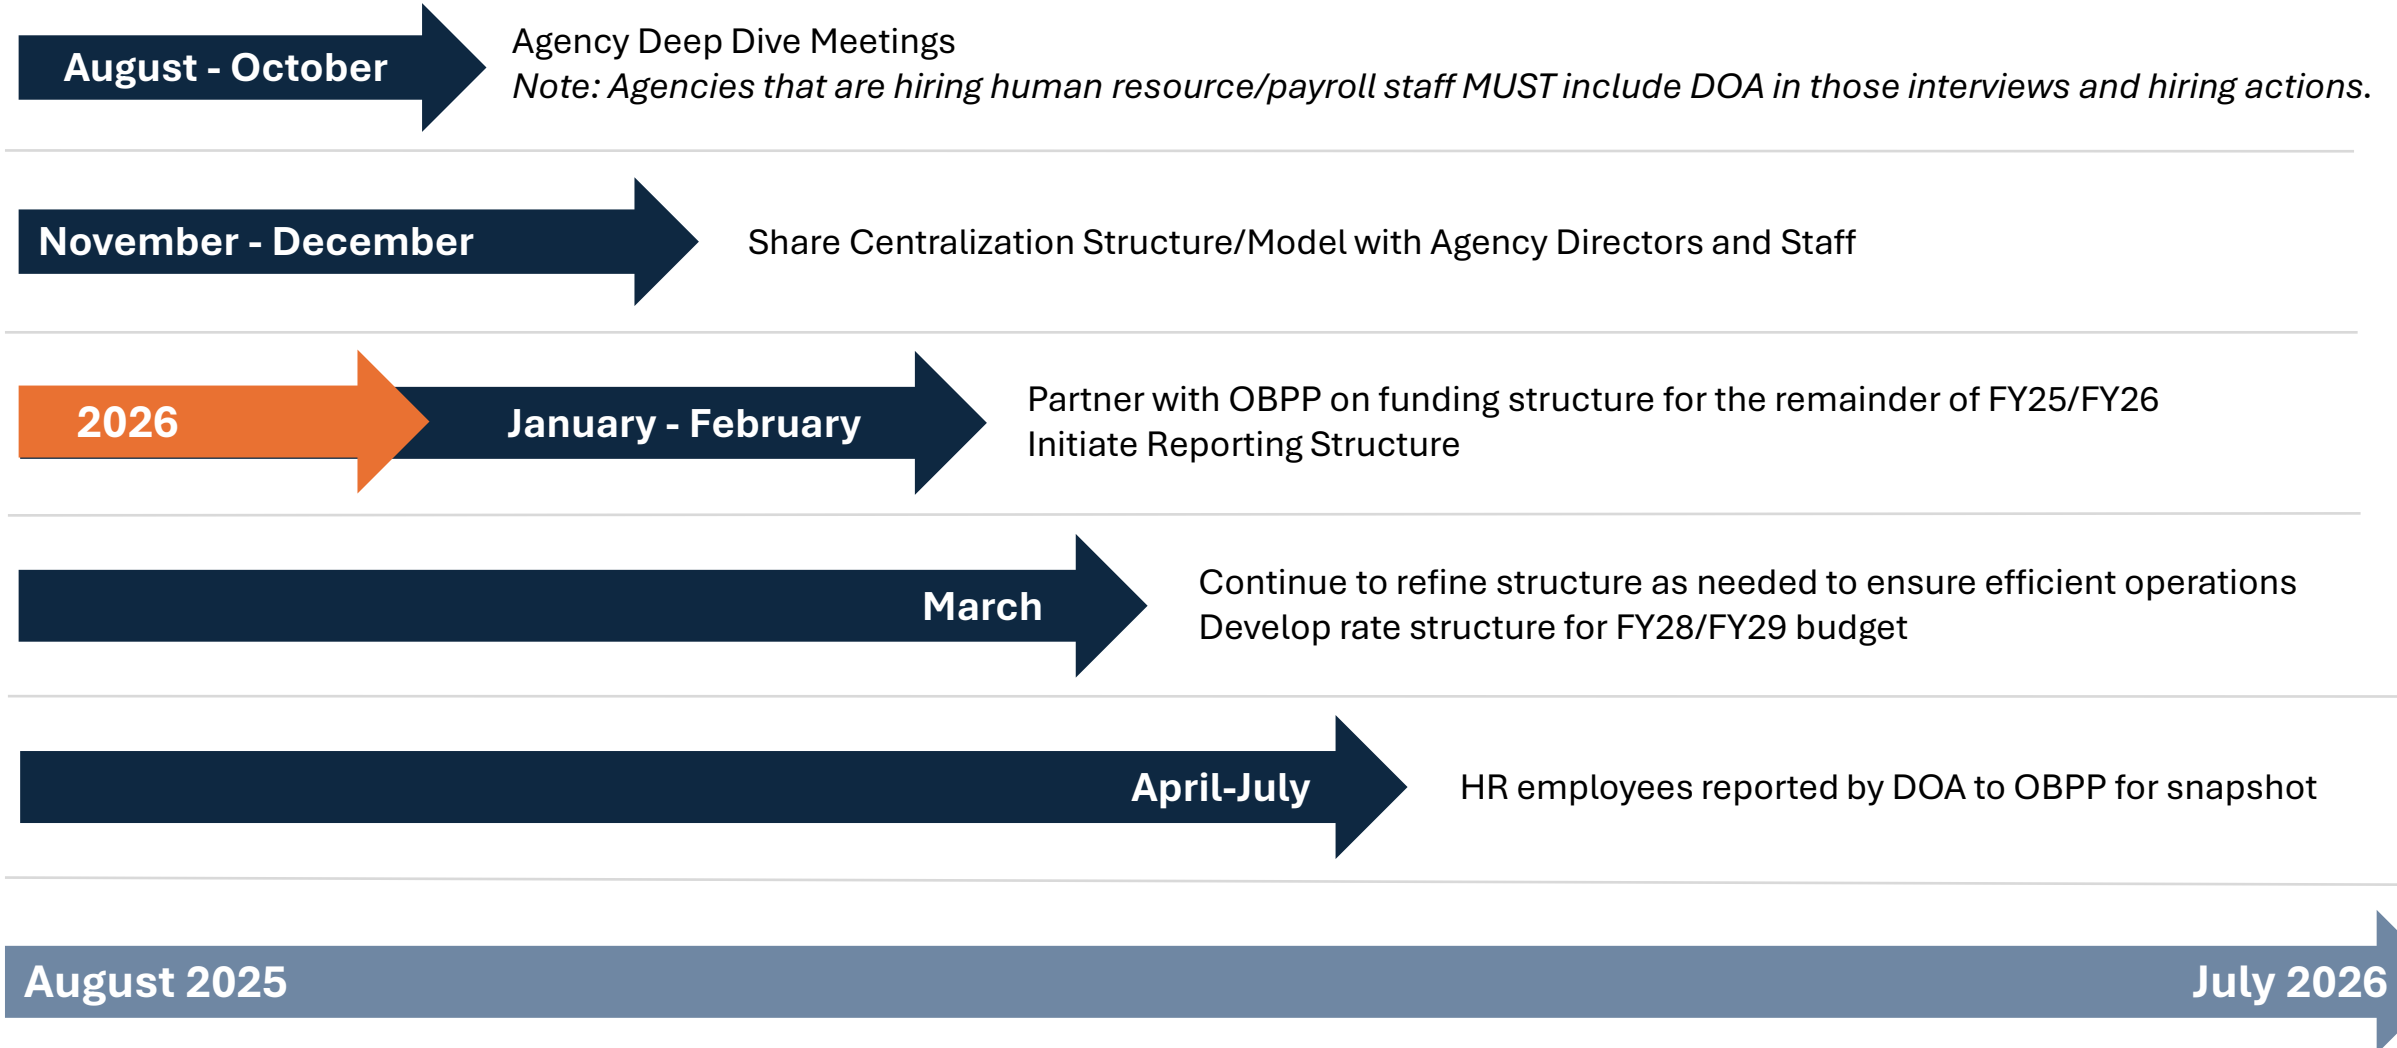 August - October
Agency Deep Dive Meetings
Note: Agencies that are hiring human resource/payroll staff MUST include DOA in those interviews and hiring actions.
November - December
Share Centralization Structure/Model with Agency Directors and Staff
2026
January - February
Partner with OBPP on funding structure for the remainder of FY25/FY26
Initiate Reporting Structure
March
Continue to refine structure as needed to ensure efficient operations
Develop rate structure for FY28/FY29 budget
April-July
HR employees reported by DOA to OBPP for snapshot
August 2025
July 2026